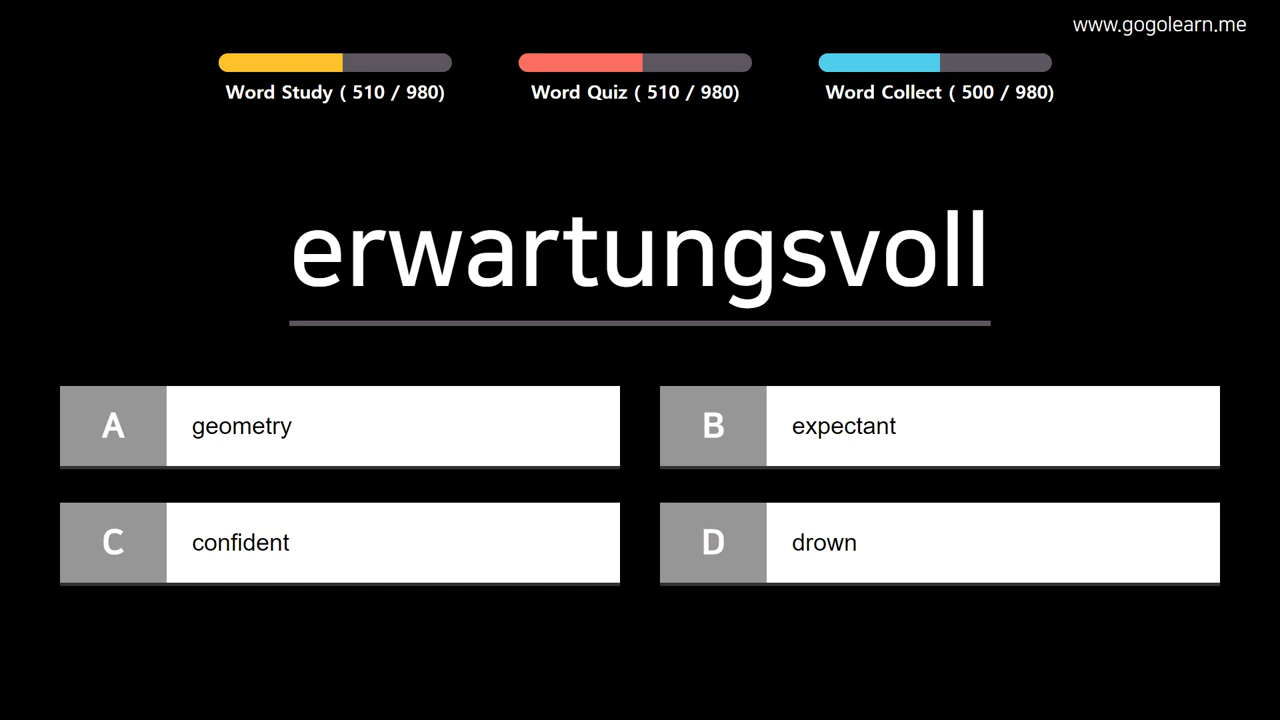 www.gogolearn.me
Word Study ( 510 / 980)
Word Quiz ( 510 / 980)
Word Collect ( 500 / 980)
erwartungsvoll
A geometry
B expectant
C confident
D drown